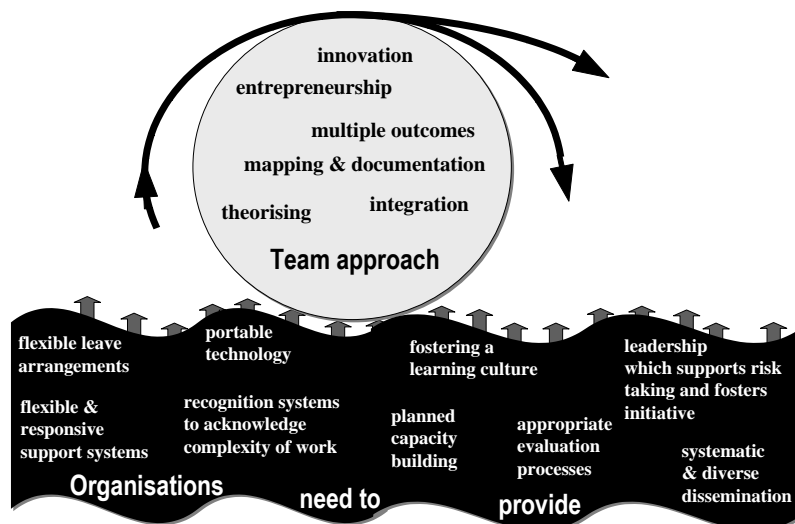 innovation
entrepreneurship
multiple outcomes
mapping & documentation
theorising
integration
Team approach
flexible leave
arrangements
portable
technology
fostering a
learning culture
leadership
which supports risk
taking and fosters
initiative
flexible &
responsive
support systems
recognition systems
to acknowledge
complexity of work
planned
capacity
building
appropriate
evaluation
processes
systematic
& diverse
dissemination
Organisations
need to
provide